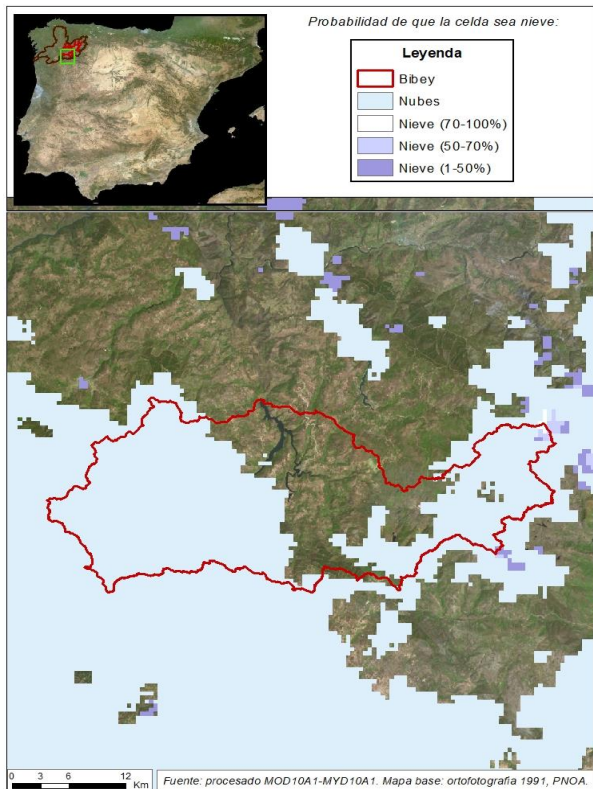 Probabilidad de que la celda sea nieve:
Leyenda
Bibey
Nubes
Nieve (70-100%)
Nieve (50-70%)
Nieve (1-50%)
0 3 6 12
Km
Fuente: procesado MOD10A1-MYD10A1. Mapa base: ortofotografia 1991, PNOA.